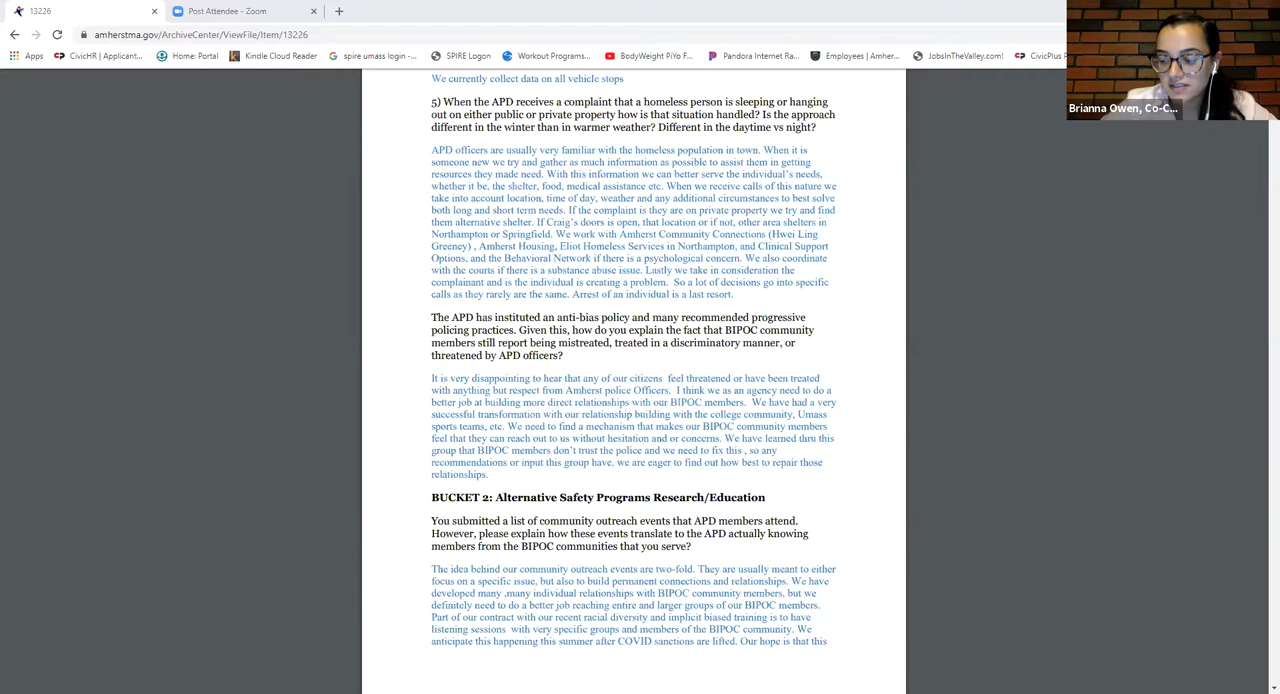 13226
Post Attendee - Zoom
amherstma.gov/ArchiveCenter/ViewFile/Item/13226
Apps
CivicHR | Applicant...
Home: Portal
Kindle Cloud Reader
spire umass login -...
SPIRE Logon
Workout Programs...
BodyWeight PiYo F...
Pandora Internet Ra...
Employees | Amher...
JobsInTheValley.com!
CivicPlus
Brianna Owen, Co-C...
We currently collect data on all vehicle stops
5) When the APD receives a complaint that a homeless person is sleeping or hanging
out on either public or private property how is that situation handled? Is the approach
different in the winter than in warmer weather? Different in the daytime vs night?
APD officers are usually very familiar with the homeless population in town. When it is
someone new we try and gather as much information as possible to assist them in getting
resources they made need. With this information we can better serve the individual's needs,
whether it be, the shelter, food, medical assistance etc. When we receive calls of this nature we
take into account location, time of day, weather and any additional circumstances to best solve
both long and short term needs. If the complaint is they are on private property we try and find
them alternative shelter. If Craig's doors is open, that location or if not, other area shelters in
Northampton or Springfield. We work with Amherst Community Connections (Hwei Ling
Greeney) , Amherst Housing, Eliot Homeless Services in Northampton, and Clinical Support
Options, and the Behavioral Network if there is a psychological concern. We also coordinate
with the courts if there is a substance abuse issue. Lastly we take in consideration the
complainant and is the individual is creating a problem. So a lot of decisions go into specific
calls as they rarely are the same. Arrest of an individual is a last resort.
The APD has instituted an anti-bias policy and many recommended progressive
policing practices. Given this, how do you explain the fact that BIPOC community
members still report being mistreated, treated in a discriminatory manner, or
threatened by APD officers?
It is very disappointing to hear that any of our citizens feel threatened or have been treated
with anything but respect from Amherst police Officers. I think we as an agency need to do a
better job at building more direct relationships with our BIPOC members. We have had a very
successful transformation with our relationship building with the college community, Umass
sports teams, etc. We need to find a mechanism that makes our BIPOC community members
feel that they can reach out to us without hesitation and or concerns. We have learned thru this
group that BIPOC members don't trust the police and we need to fix this , so any
recommendations or input this group have, we are eager to find out how best to repair those
relationships.
BUCKET 2: Alternative Safety Programs Research/Education
You submitted a list of community outreach events that APD members attend.
However, please explain how these events translate to the APD actually knowing
members from the BIPOC communities that you serve?
The idea behind our community outreach events are two-fold. They are usually meant to either
focus on a specific issue, but also to build permanent connections and relationships. We have
developed many ,many individual relationships with BIPOC community members, but we
definitely need to do a better job reaching entire and larger groups of our BIPOC members.
Part of our contract with our recent racial diversity and implicit biased training is to have
listening sessions with very specific groups and members of the BIPOC community. We
anticipate this happening this summer after COVID sanctions are lifted. Our hope is that this